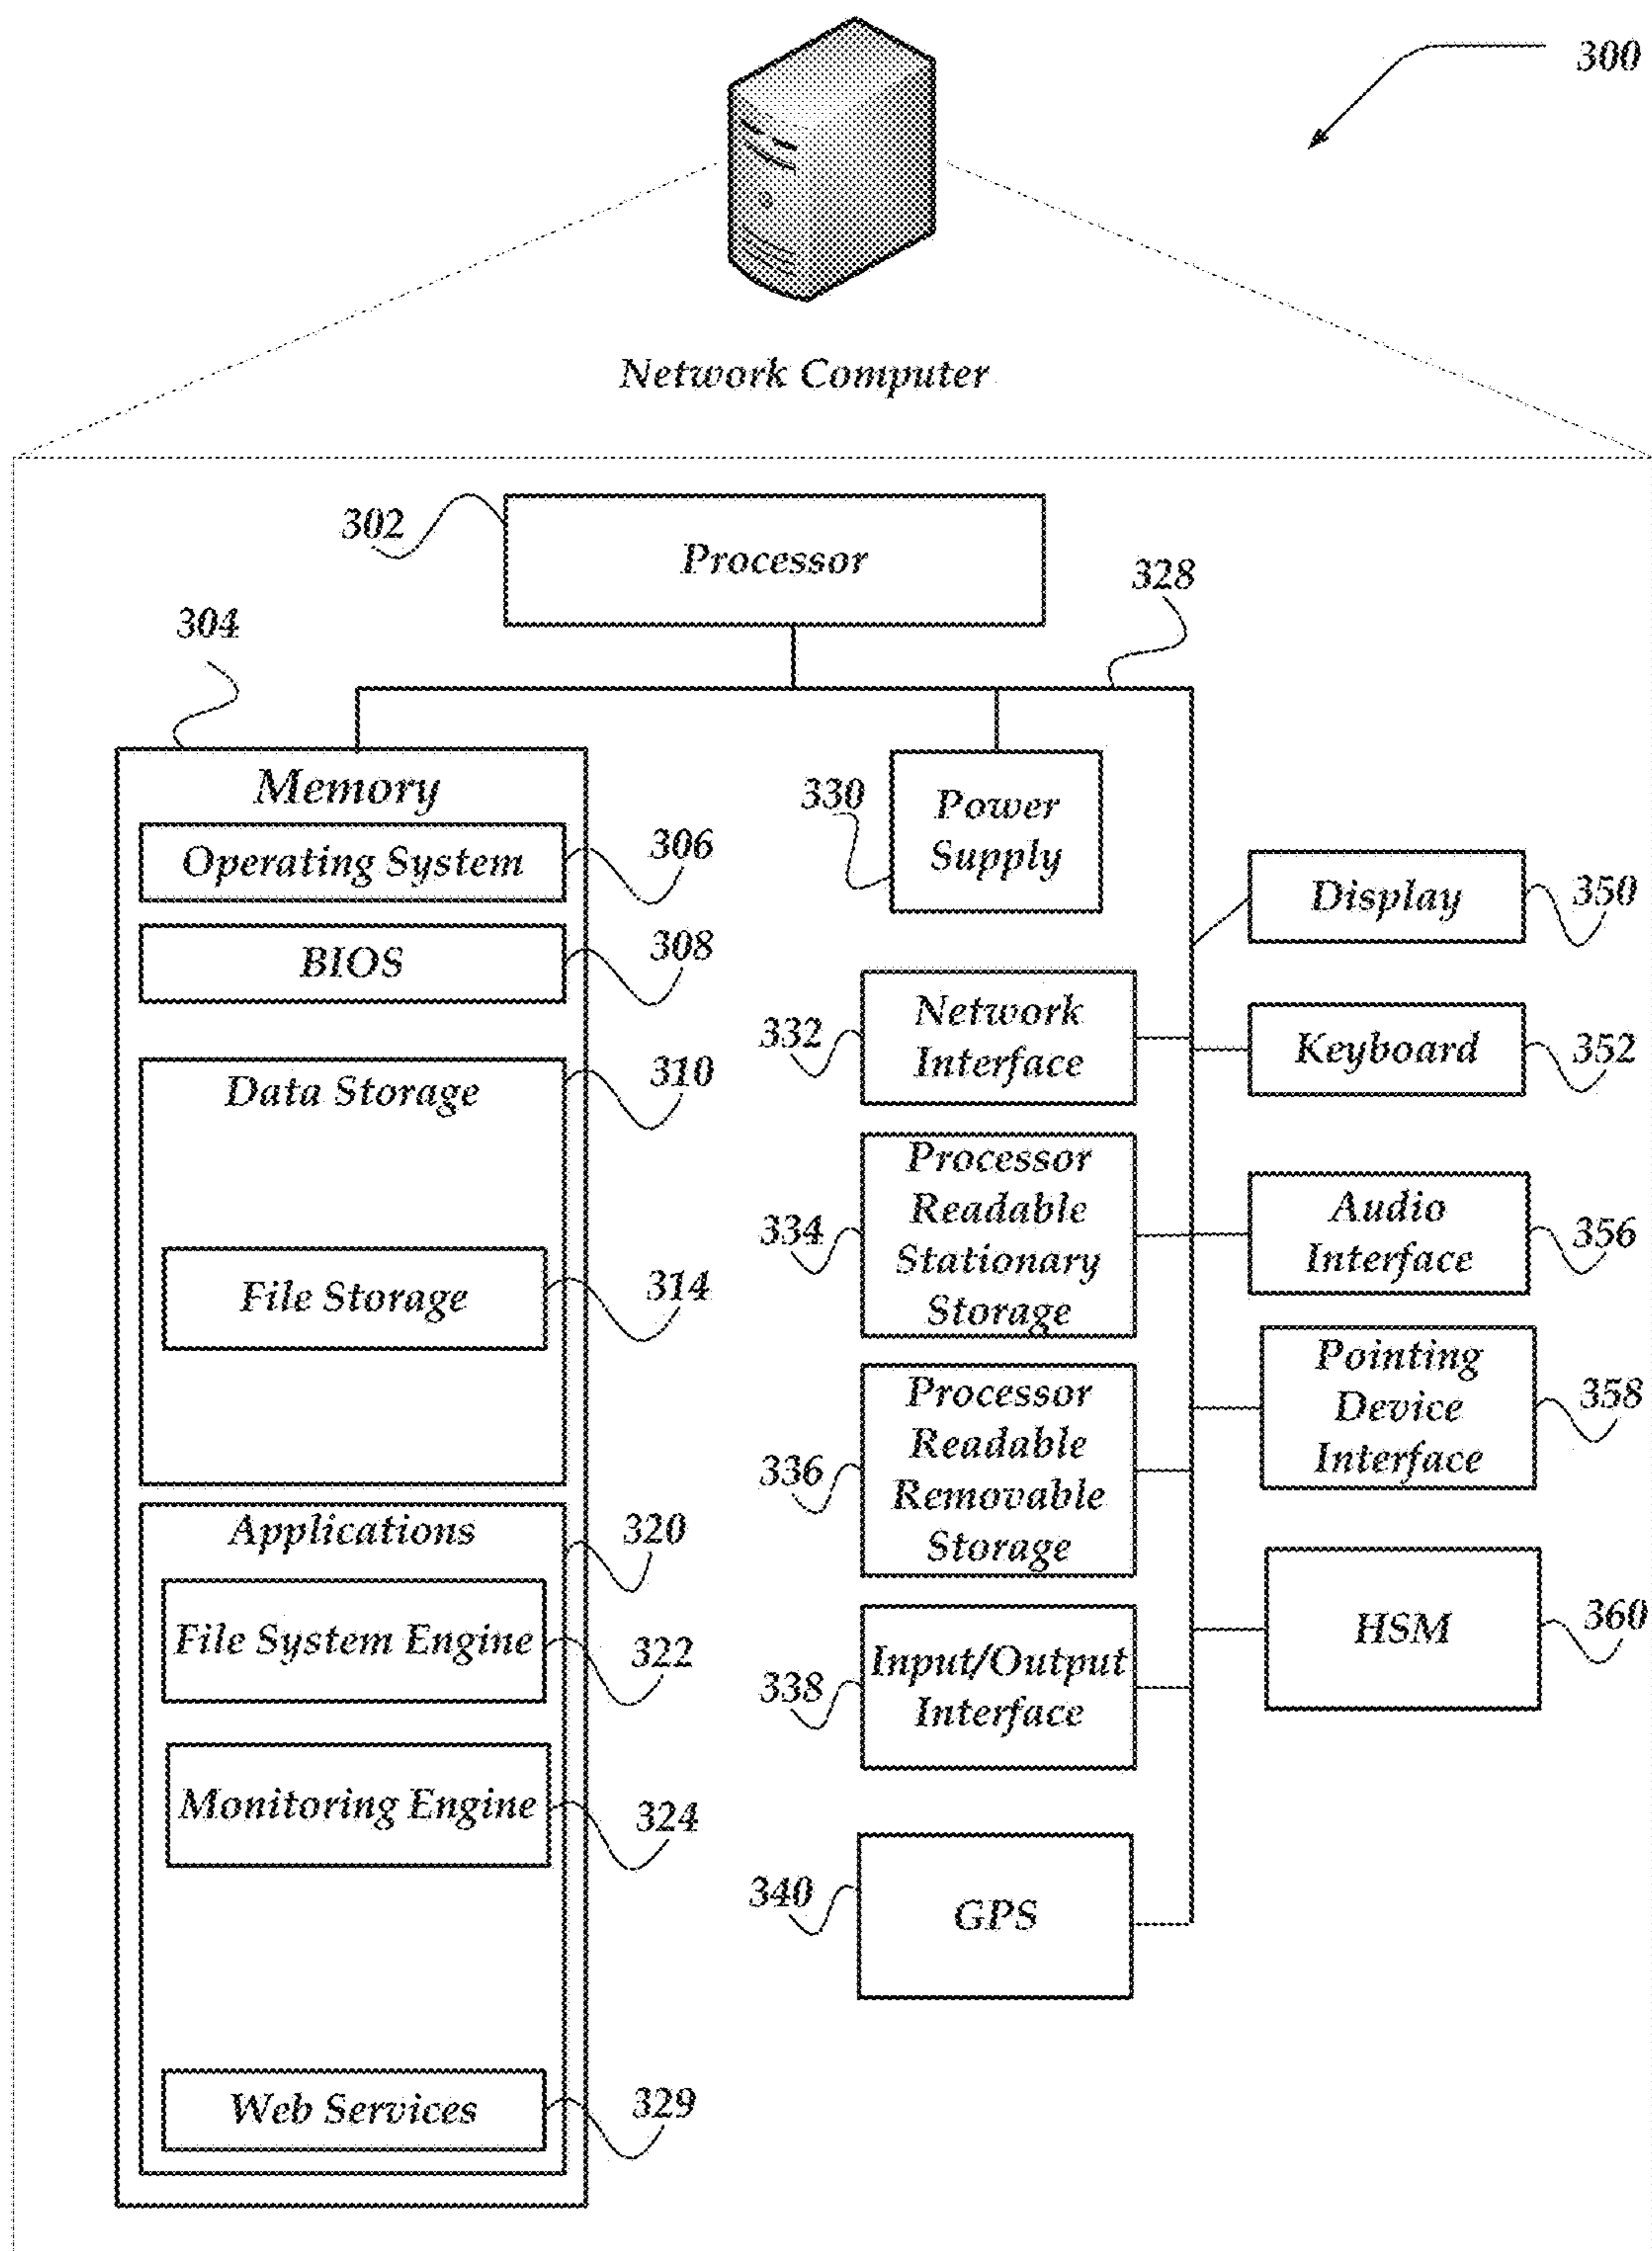 300
Network Computer
302
Processor
328
304
Memory
Operating System
306
BIOS
308
Data Storage
310
File Storage
314
Applications
320
File System Engine
322
Monitoring Engine
324
Web Services
329
330
Power
Supply
332
Network
Interface
334
Processor
Readable
Stationary
Storage
336
Processor
Readable
Removable
Storage
338
Input/Output
Interface
340
GPS
Display
350
Keyboard
352
Audio
Interface
356
Pointing
Device
Interface
358
HSM
360